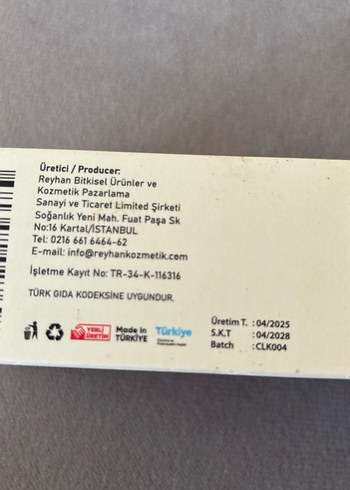 Üretici / Producer:
Reyhan Bitkisel Ürünler ve
Kozmetik Pazarlama
Sanayi ve Ticaret Limited Şirketi
Soğanlık Yeni Mah. Fuat Paşa Sk
No:16 Kartal/İSTANBUL
Tel: 0216 661 6464-62
E-mail: info@reyhankozmetik.com
İşletme Kayıt No: TR-34-K-116316
TÜRK GIDA KODEKSİNE UYGUNDUR.
YERLİ
ÜRETİM
Made in
TÜRKİYE
Türkiye
Üretim T. : 04/2025
S.K.T : 04/2028
Batch : CLK004